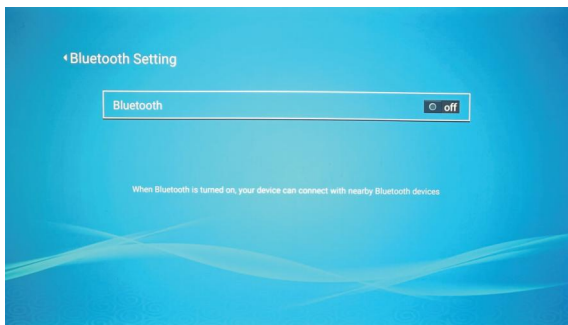 Bluetooth Setting
Bluetooth
off
When Bluetooth is turned on, your device can connect with nearby Bluetooth devices